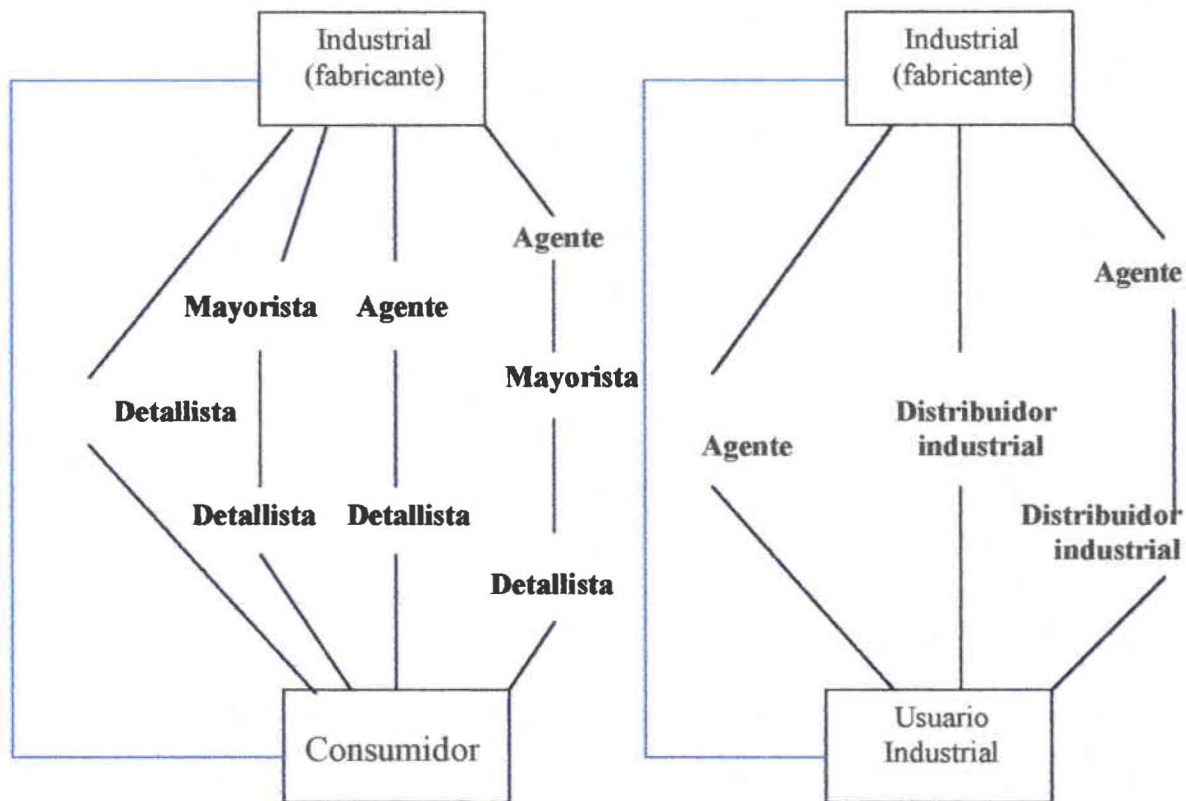 Industrial
(fabricante)
Agente
Mayorista
Agente
Mayorista
Detallista
Detallista
Detallista
Detallista
Consumidor
Industrial
(fabricante)
Agente
Distribuidor
industrial
Agente
Distribuidor
industrial
Usuario
Industrial